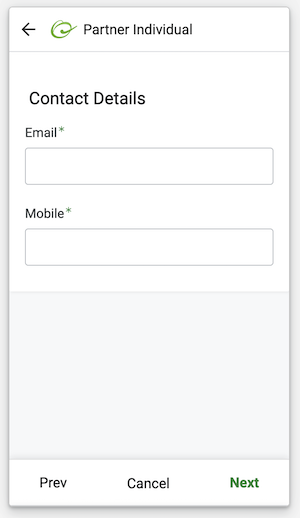 Partner Individual
Contact Details
Email*
Mobile*
Prev Cancel Next